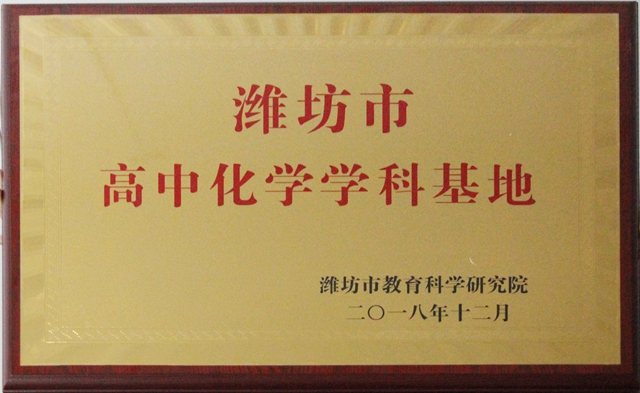 潍坊市
高中化学学科基地
潍坊市教育科学研究院
二〇一八年十二月